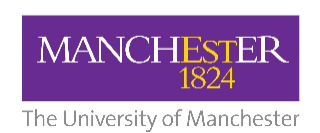 MANCHESTER
1824
The University of Manchester